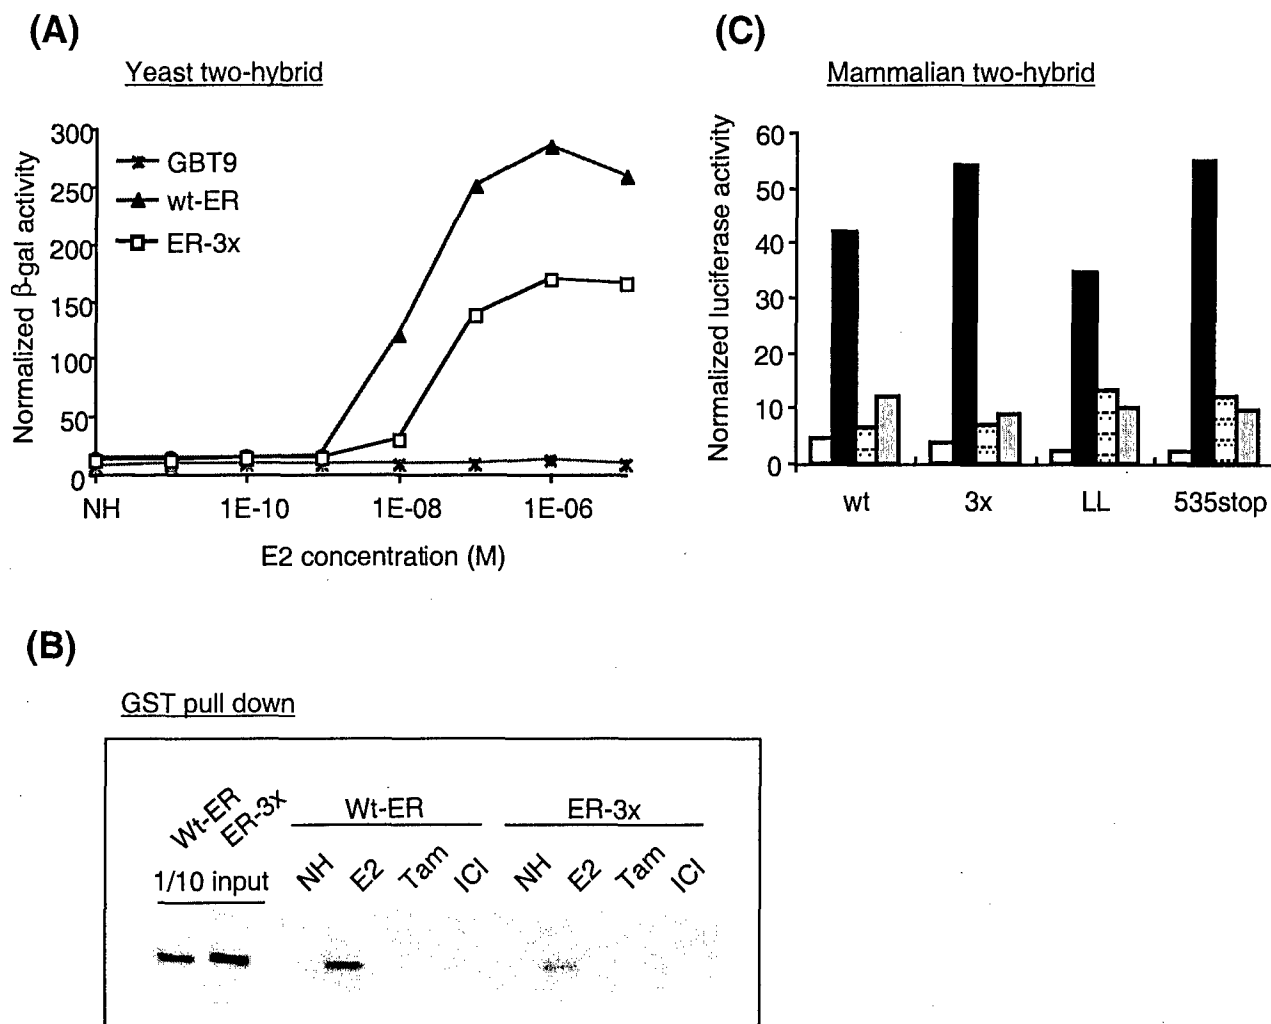 (A)
Yeast two-hybrid
Normalized β-gal activity
300
250
200
150
100
50
0
GBT9
wt-ER
ER-3x
NH 1E-10 1E-08 1E-06
E2 concentration (M)
(C)
Mammalian two-hybrid
Normalized luciferase activity
60
50
40
30
20
10
0
wt 3x LL 535stop
(B)
GST pull down
Wt-ER ER-3x
1/10 input
Wt-ER ER-3x
NH E2 Tam ICI NH E2 Tam ICI